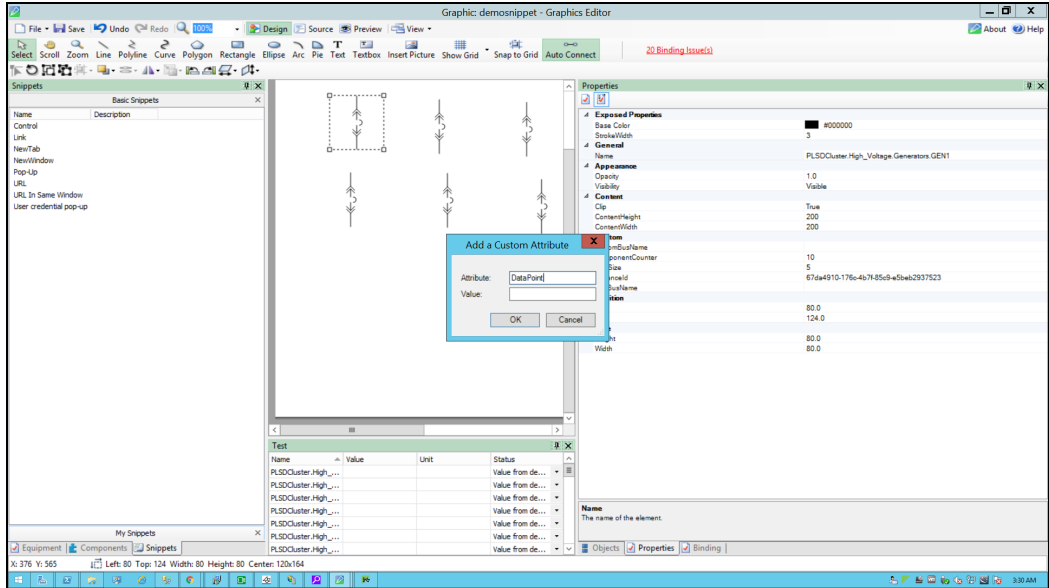 Graphic: demosnippet - Graphics Editor
File Save Undo Redo 100% Design Source Preview View About Help
Select Scroll Zoom Line Polyline Curve Polygon Rectangle Ellipse Arc Pie Text Textbox Insert Picture Show Grid Snap to Grid Auto Connect 20 Binding Issue(s)
Snippets
Basic Snippets
Name Description
Control
Link
NewTab
NewWindow
Pop-Up
URL
URL In Same Window
User credential pop-up
My Snippets
Equipment Components Snippets
Add a Custom Attribute
Attribute: DataPoint
Value:
OK Cancel
Test
Name Value Unit Status
PLSDCluster.High_... Value from de...
PLSDCluster.High_... Value from de...
PLSDCluster.High_... Value from de...
PLSDCluster.High_... Value from de...
PLSDCluster.High_... Value from de...
PLSDCluster.High_... Value from de...
PLSDCluster.High_... Value from de...
Properties
Exposed Properties
Base Color #000000
StrokeWidth 3
General
Name PLSDCluster.High_Voltage.Generators.GEN1
Appearance
Opacity 1.0
Visibility Visible
Content
Clip True
ContentHeight 200
ContentWidth 200
tom
omBusName
ponentCounter 10
Size 5
nceId 67da4910-176c-4b7f-85c9-e5beb2937523
BusName
ition
80.0
124.0
ht 80.0
Width 80.0
Name
The name of the element.
Objects Properties Binding
X: 376 Y: 565 Left: 80 Top: 124 Width: 80 Height: 80 Center: 120x164
3:30 AM